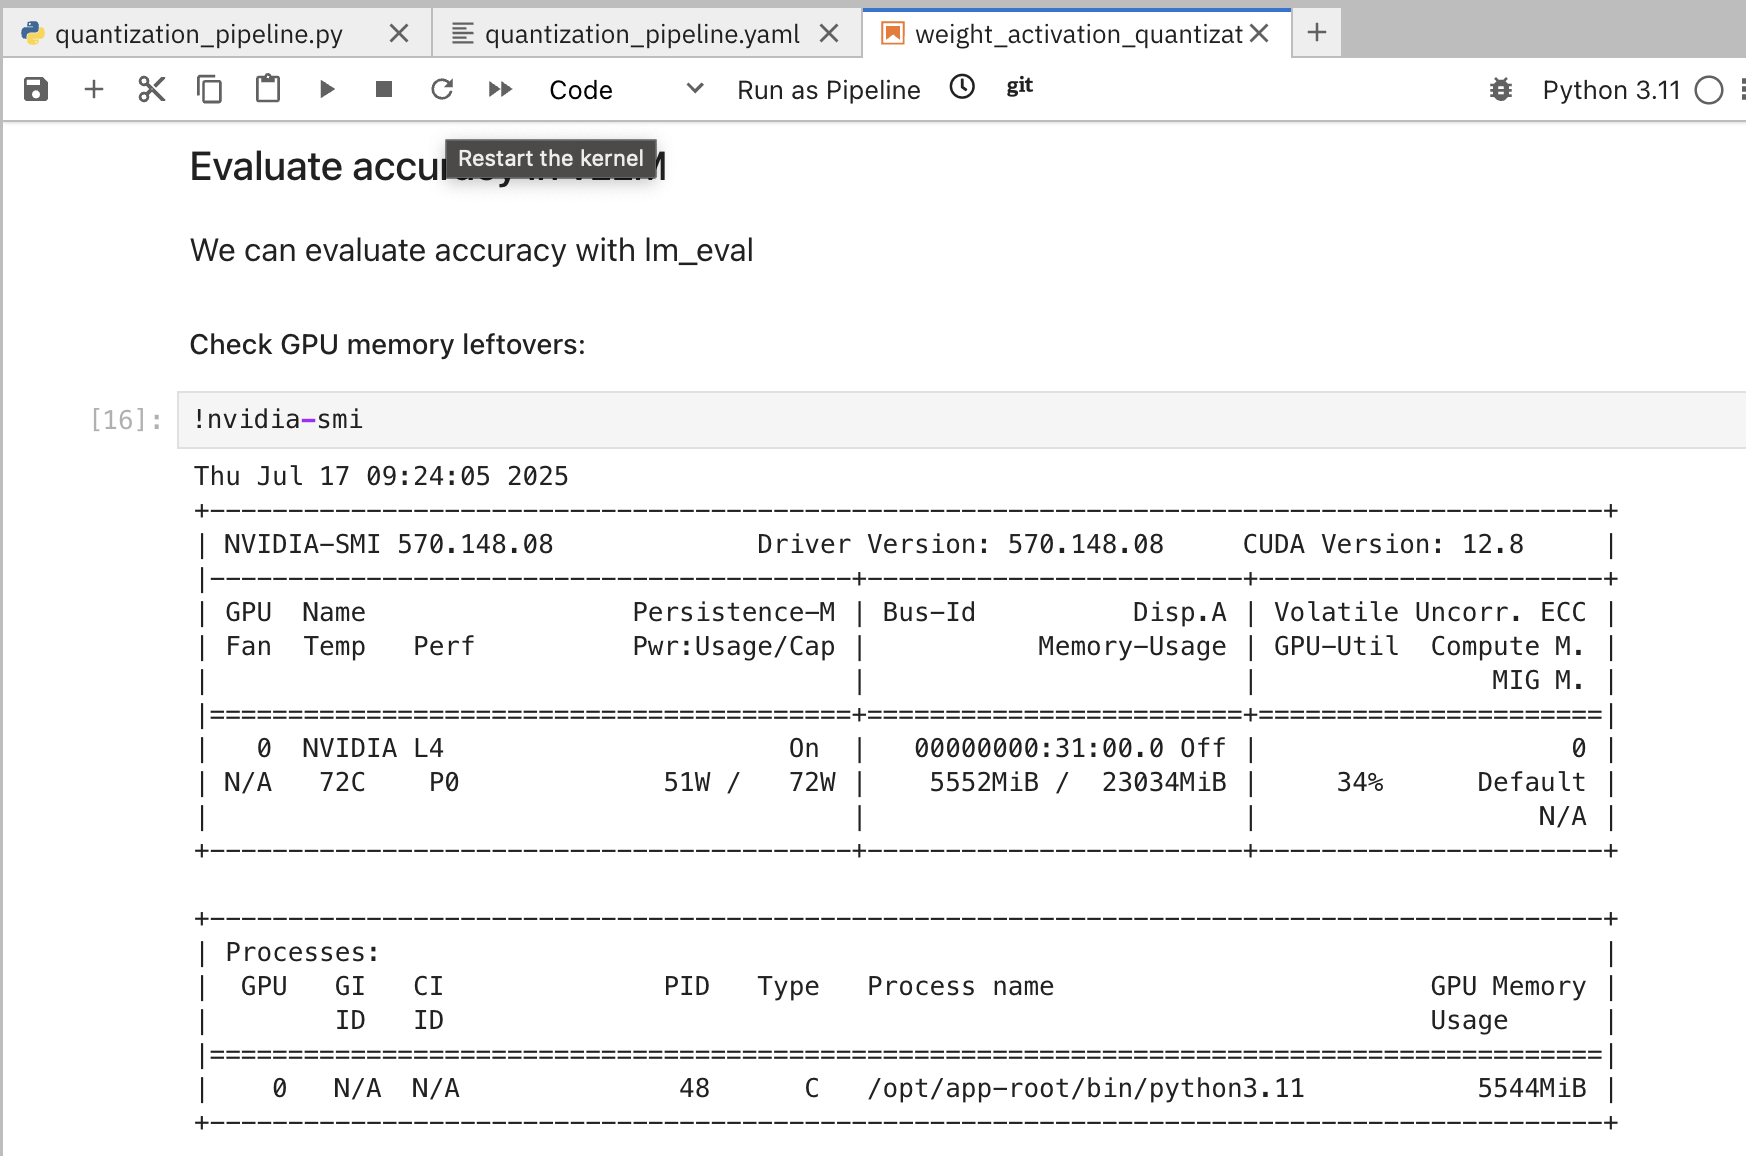 quantization_pipeline.py
quantization_pipeline.yaml
weight_activation_quantizat
Code
Run as Pipeline
git
Python 3.11
Restart the kernel
Evaluate
We can evaluate accuracy with lm_eval
Check GPU memory leftovers:
[16]:
!nvidia-smi
Thu Jul 17 09:24:05 2025
+-----------------------------------------------------------------------------------------+
| NVIDIA-SMI 570.148.08             Driver Version: 570.148.08     CUDA Version: 12.8     |
|-----------------------------------------+------------------------+----------------------+
| GPU  Name                 Persistence-M | Bus-Id          Disp.A | Volatile Uncorr. ECC |
| Fan  Temp   Perf          Pwr:Usage/Cap |           Memory-Usage | GPU-Util  Compute M. |
|                                         |                        |               MIG M. |
|=========================================+========================+======================|
|   0  NVIDIA L4                      On  |   00000000:31:00.0 Off |                    0 |
| N/A   72C    P0             51W /   72W |    5552MiB /  23034MiB |     34%      Default |
|                                         |                        |                  N/A |
+-----------------------------------------+------------------------+----------------------+
+-----------------------------------------------------------------------------------------+
| Processes:                                                                              |
|  GPU   GI   CI              PID   Type   Process name                        GPU Memory |
|        ID   ID                                                               Usage      |
|=========================================================================================|
|    0   N/A  N/A              48      C   /opt/app-root/bin/python3.11           5544MiB |
+-----------------------------------------------------------------------------------------+